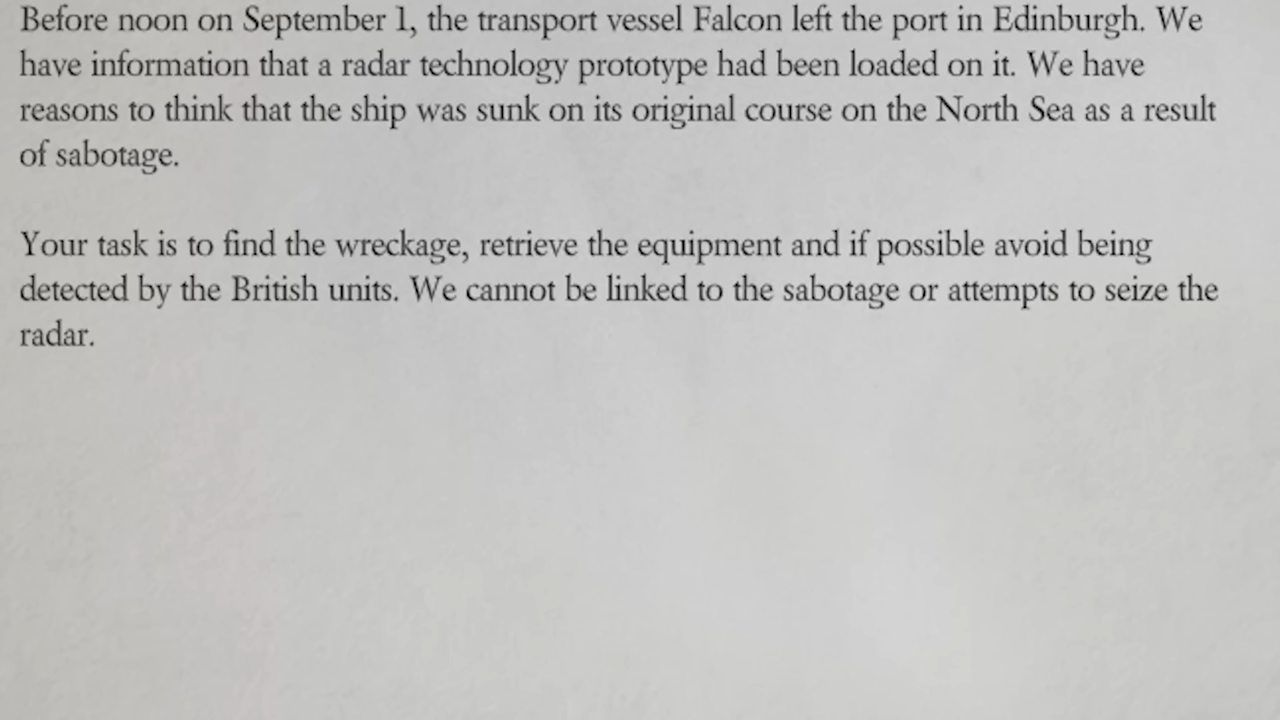 Before noon on September 1, the transport vessel Falcon left the port in Edinburgh. We
have information that a radar technology prototype had been loaded on it. We have
reasons to think that the ship was sunk on its original course on the North Sea as a result
of sabotage.
Your task is to find the wreckage, retrieve the equipment and if possible avoid being
detected by the British units. We cannot be linked to the sabotage or attempts to seize the
radar.